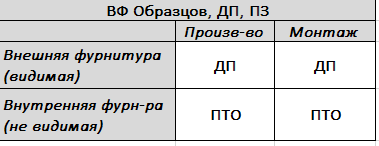 ВФ Образцов, ДП, ПЗ
Произв-во Монтаж
Внешняя фурнитура
(видимая)
ДП ДП
Внутренняя фурн-ра
(не видимая)
ПТО ПТО